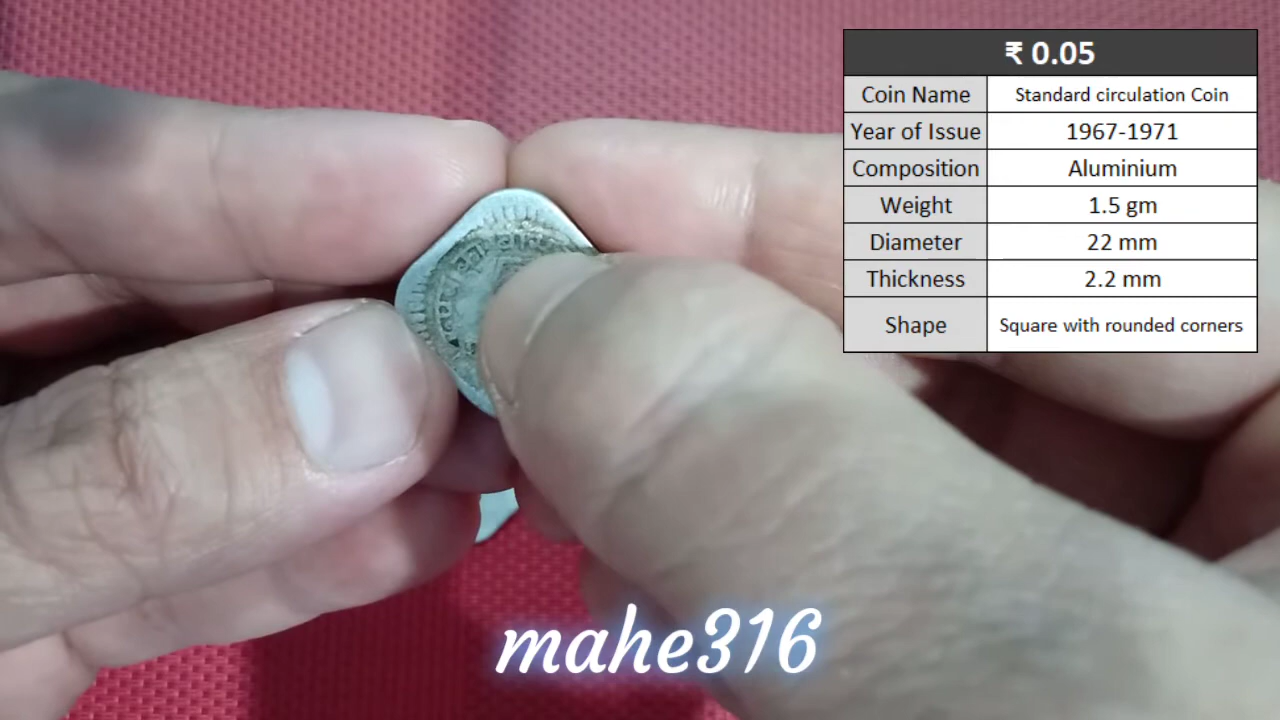 ₹ 0.05
Coin Name Standard circulation Coin
Year of Issue 1967-1971
Composition Aluminium
Weight 1.5 gm
Diameter 22 mm
Thickness 2.2 mm
Shape Square with rounded corners
mahe316